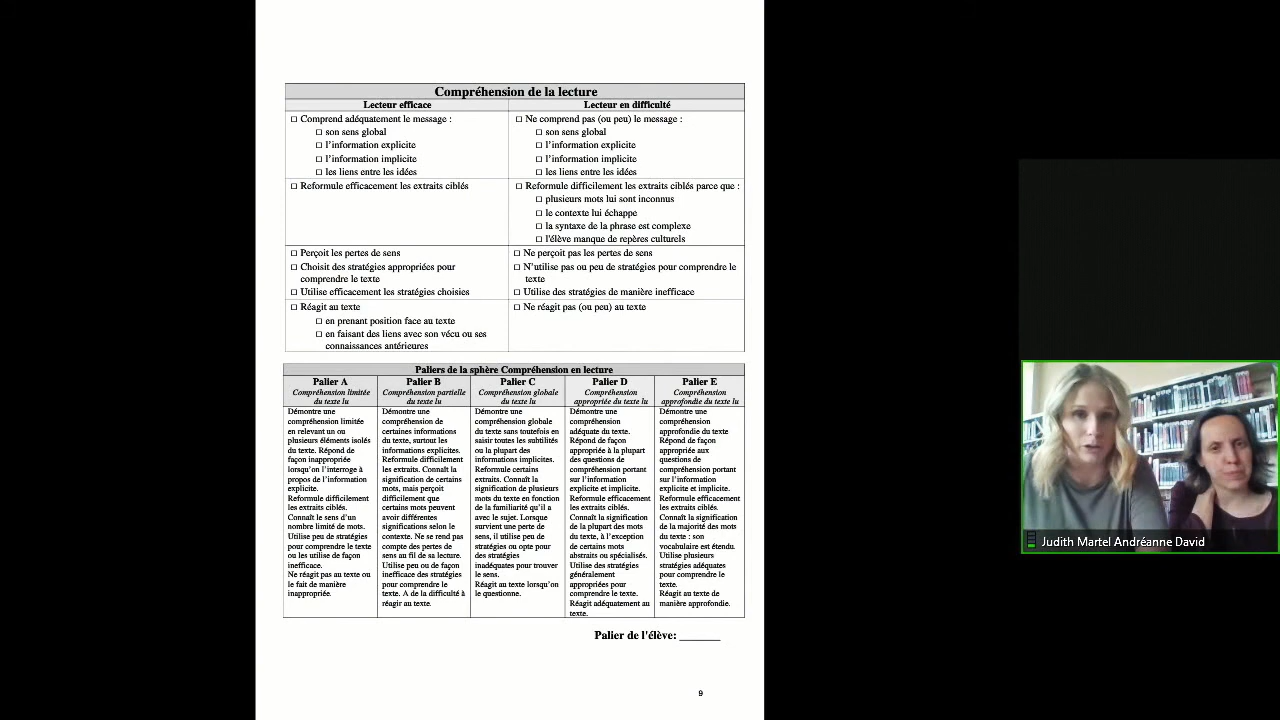 Compréhension de la lecture
Lecteur efficace
Lecteur en difficulté
Comprend adéquatement le message :
son sens global
l'information explicite
l'information implicite
les liens entre les idées
Ne comprend pas (ou peu) le message :
son sens global
l'information explicite
l'information implicite
les liens entre les idées
Reformule efficacement les extraits ciblés
Reformule difficilement les extraits ciblés parce que :
plusieurs mots lui sont inconnus
le contexte lui échappe
la syntaxe de la phrase est complexe
l'élève manque de repères culturels
Perçoit les pertes de sens
Choisit des stratégies appropriées pour
comprendre le texte
Utilise efficacement les stratégies choisies
Ne perçoit pas les pertes de sens
N'utilise pas ou peu de stratégies pour comprendre le
texte
Utilise des stratégies de manière inefficace
Réagit au texte
en prenant position face au texte
en faisant des liens avec son vécu ou ses
connaissances antérieures
Ne réagit pas (ou peu) au texte
Paliers de la sphère Compréhension en lecture
Palier A
Compréhension limitée
du texte lu
Palier B
Compréhension partielle
du texte lu
Palier C
Compréhension globale
du texte lu
Palier D
Compréhension
appropriée du texte lu
Palier E
Compréhension
approfondie du texte lu
Démontre une
compréhension limitée
en relevant un ou
plusieurs éléments isolés
du texte. Répond de
façon inappropriée
lorsqu'on l'interroge à
propos de l'information
explicite.
Reformule difficilement
les extraits ciblés.
Connaît le sens d'un
nombre limité de mots.
Utilise peu de stratégies
pour comprendre le texte
ou les utilise de façon
inefficace.
Ne réagit pas au texte ou
le fait de manière
inappropriée.
Démontre une
compréhension de
certaines informations
du texte, surtout les
informations explicites.
Reformule difficilement
les extraits. Connaît la
signification de certains
mots, mais perçoit
difficilement que
certains mots peuvent
avoir différentes
significations selon le
contexte. Ne se rend pas
compte des pertes de
sens au fil de sa lecture.
Utilise peu ou de façon
inefficace des stratégies
pour comprendre le
texte. A de la difficulté à
réagir au texte.
Démontre une
compréhension globale
du texte sans toutefois en
saisir toutes les subtilités
ou la plupart des
informations implicites.
Reformule certains
extraits. Connaît la
signification de plusieurs
mots du texte en fonction
de la familiarité qu'il a
avec le sujet. Lorsque
survient une perte de
sens, il utilise peu de
stratégies ou opte pour
des stratégies
inadéquates pour trouver
le sens.
Réagit au texte lorsqu'on
le questionne.
Démontre une
compréhension
adéquate du texte.
Répond de façon
appropriée à la plupart
des questions de
compréhension portant
sur l'information
explicite et implicite.
Reformule efficacement
les extraits ciblés.
Connaît la signification
de la plupart des mots
du texte, à l'exception
de certains mots
abstraits ou spécialisés.
Utilise des stratégies
généralement
appropriées pour
comprendre le texte.
Réagit adéquatement au
texte.
Démontre une
compréhension
approfondie du texte
Répond de façon
appropriée aux
questions de
compréhension portant
sur l'information
explicite et implicite.
Reformule efficacement
les extraits ciblés.
Connaît la signification
de la majorité des mots
du texte : son
vocabulaire est étendu.
Utilise plusieurs
stratégies adéquates
pour comprendre le
texte.
Réagit au texte de
manière approfondie.
Palier de l'élève: _______
9
Judith Martel Andréanne David